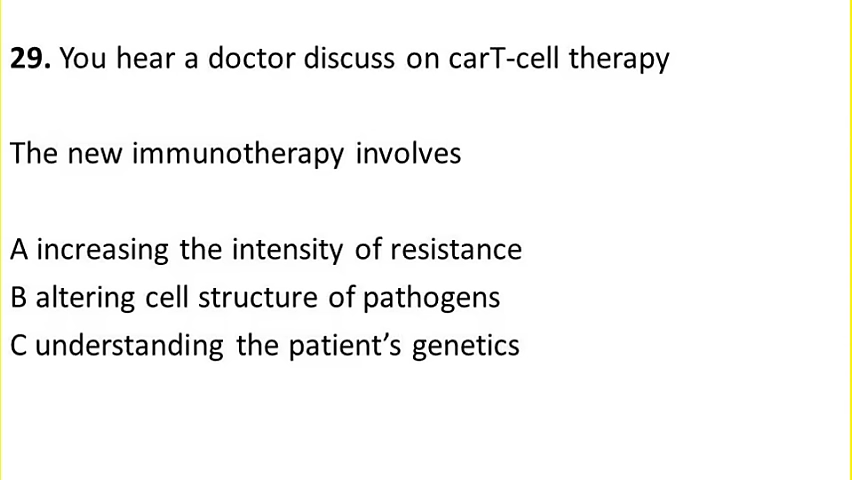 29. You hear a doctor discuss on carT-cell therapy
The new immunotherapy involves
A increasing the intensity of resistance
B altering cell structure of pathogens
C understanding the patient’s genetics